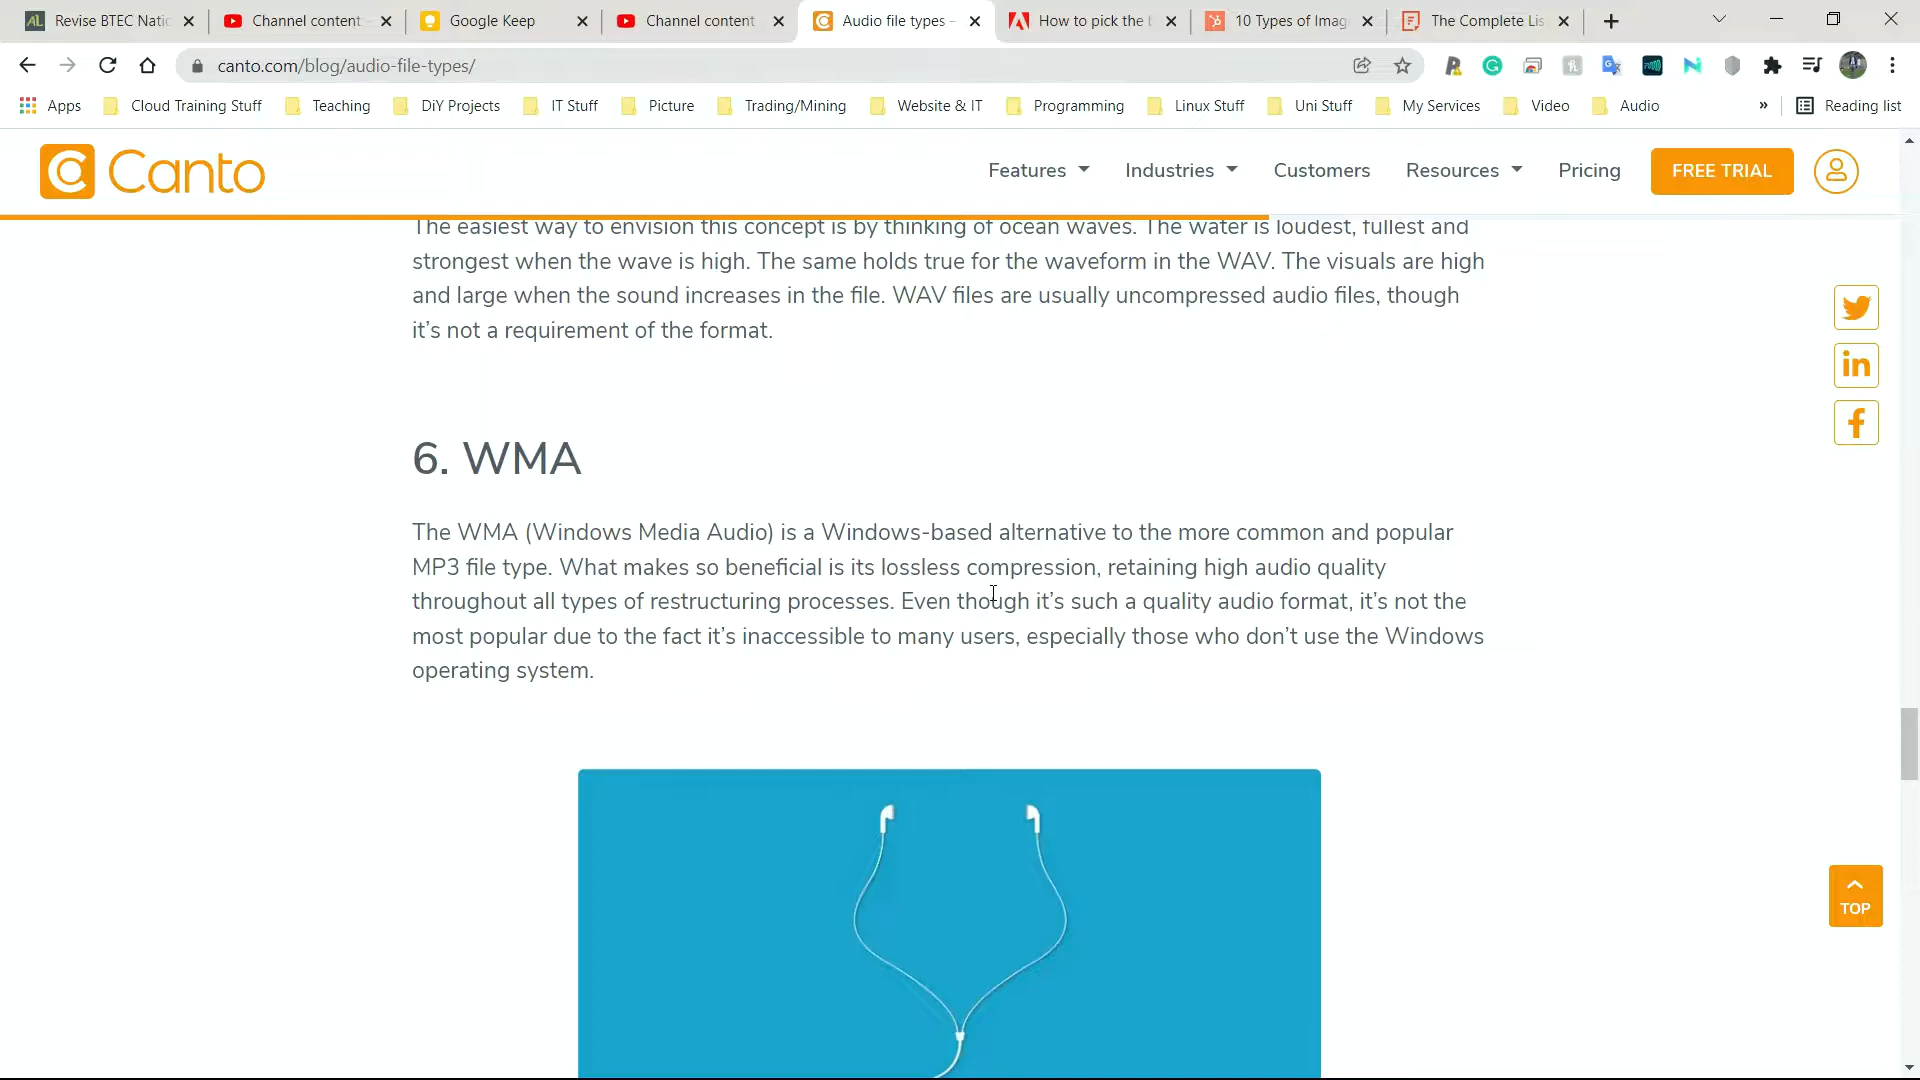 Revise BTEC Natic
Channel content -
Google Keep
Channel content
Audio file types –
How to pick the b
10 Types of Imag
The Complete Lis
canto.com/blog/audio-file-types/
Apps
Cloud Training Stuff
Teaching
DiY Projects
IT Stuff
Picture
Trading/Mining
Website & IT
Programming
Linux Stuff
Uni Stuff
My Services
Video
Audio
»
Reading list
Canto
Features
Industries
Customers
Resources
Pricing
FREE TRIAL
The easiest way to envision this concept is by thinking of ocean waves. The water is loudest, fullest and
strongest when the wave is high. The same holds true for the waveform in the WAV. The visuals are high
and large when the sound increases in the file. WAV files are usually uncompressed audio files, though
it’s not a requirement of the format.
6. WMA
The WMA (Windows Media Audio) is a Windows-based alternative to the more common and popular
MP3 file type. What makes so beneficial is its lossless compression, retaining high audio quality
throughout all types of restructuring processes. Even though it’s such a quality audio format, it’s not the
most popular due to the fact it’s inaccessible to many users, especially those who don’t use the Windows
operating system.
TOP